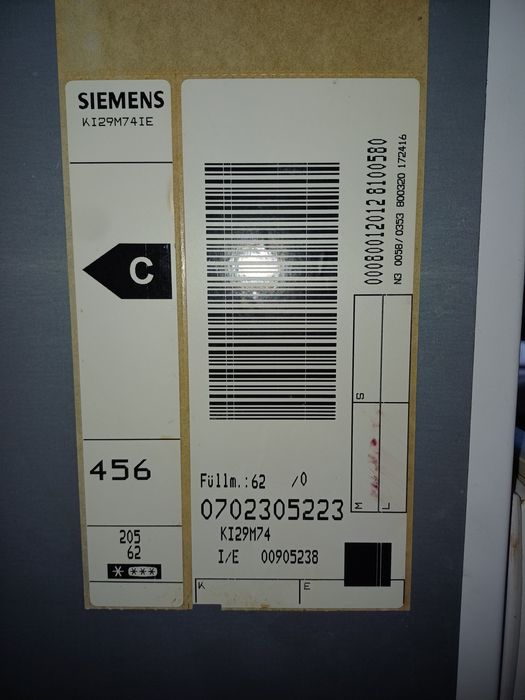 SIEMENS
KI29M74IE
C
456
205
62
00080012012 8100580
N3 0058/0353 800320 172416
S
M
L
Füllm.:62 /0
0702305223
KI29M74
I/E 00905238
K
E